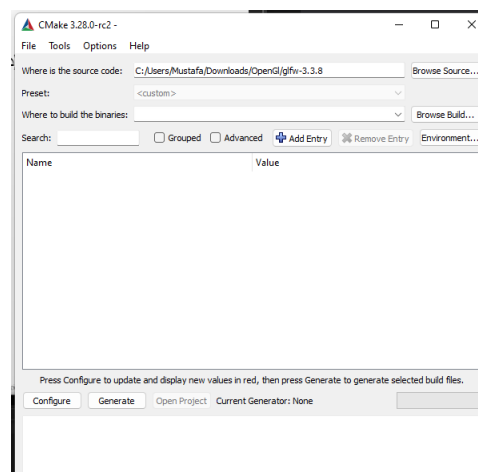 CMake 3.28.0-rc2 -
File Tools Options Help
Where is the source code: C:/Users/Mustafa/Downloads/OpenGl/glfw-3.3.8 Browse Source...
Preset: <custom>
Where to build the binaries: Browse Build...
Search: Grouped Advanced Add Entry Remove Entry Environment...
Name Value
Press Configure to update and display new values in red, then press Generate to generate selected build files.
Configure Generate Open Project Current Generator: None